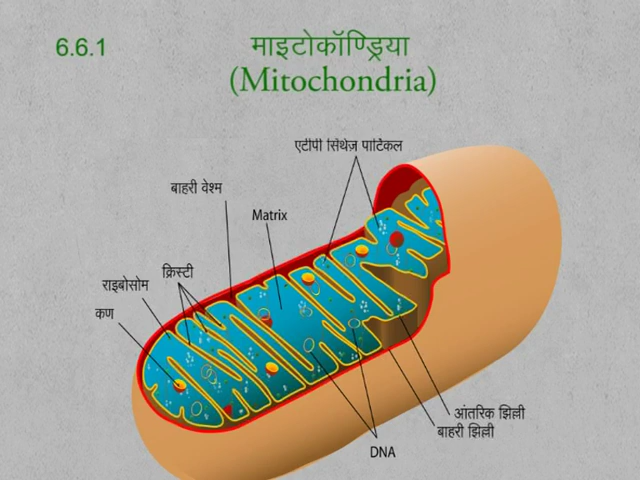 6.6.1
माइटोकॉण्ड्रिया
(Mitochondria)
एटीपी सिंथेज़ पार्टिकल
बाहरी वेश्म
Matrix
क्रिस्टी
राइबोसोम
कण
आंतरिक झिल्ली
बाहरी झिल्ली
DNA